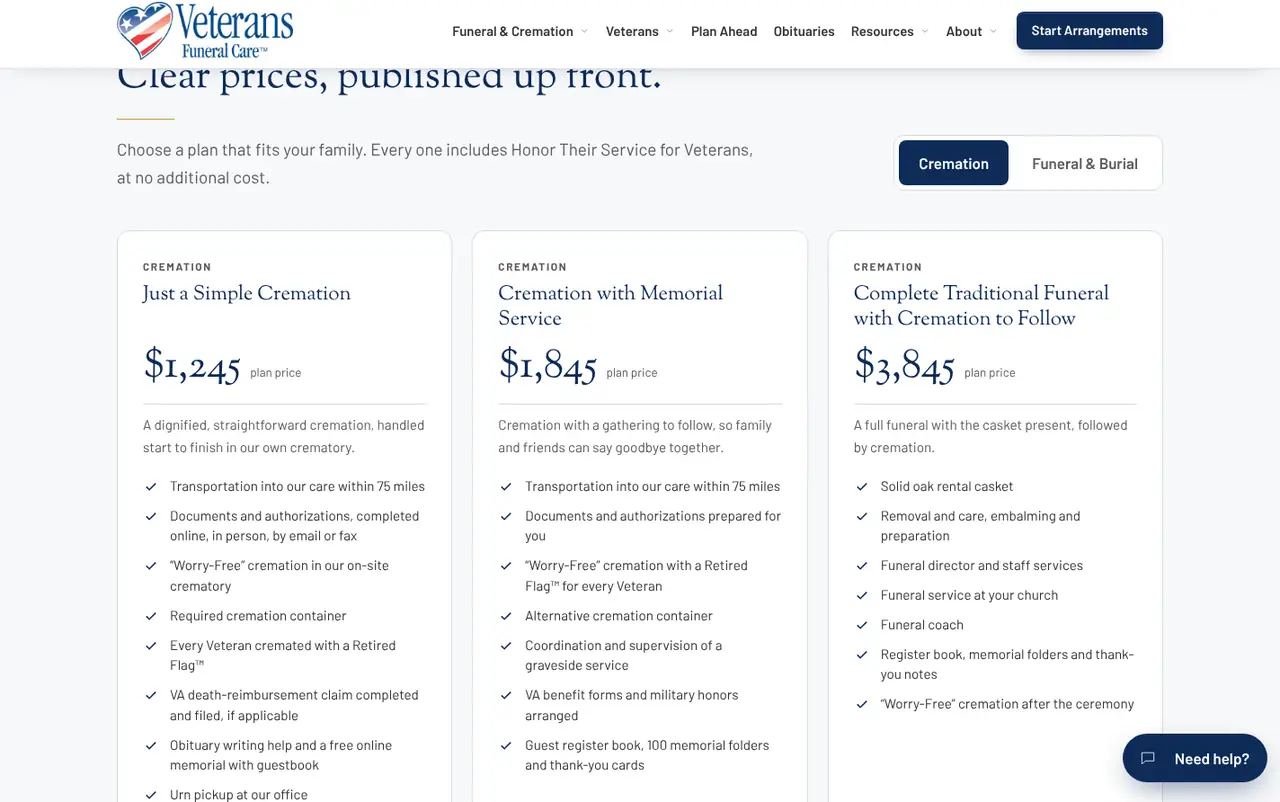 Veterans
Funeral Care™
Funeral & Cremation
Veterans
Plan Ahead
Obituaries
Resources
About
Start Arrangements
Clear prices, published up front.
Choose a plan that fits your family. Every one includes Honor Their Service for Veterans,
at no additional cost.
Cremation
Funeral & Burial
CREMATION
Just a Simple Cremation
$1,245 plan price
A dignified, straightforward cremation, handled
start to finish in our own crematory.
Transportation into our care within 75 miles
Documents and authorizations, completed
online, in person, by email or fax
“Worry-Free” cremation in our on-site
crematory
Required cremation container
Every Veteran cremated with a Retired
Flag™
VA death-reimbursement claim completed
and filed, if applicable
Obituary writing help and a free online
memorial with guestbook
Urn pickup at our office
CREMATION
Cremation with Memorial
Service
$1,845 plan price
Cremation with a gathering to follow, so family
and friends can say goodbye together.
Transportation into our care within 75 miles
Documents and authorizations prepared for
you
“Worry-Free” cremation with a Retired
Flag™ for every Veteran
Alternative cremation container
Coordination and supervision of a
graveside service
VA benefit forms and military honors
arranged
Guest register book, 100 memorial folders
and thank-you cards
CREMATION
Complete Traditional Funeral
with Cremation to Follow
$3,845 plan price
A full funeral with the casket present, followed
by cremation.
Solid oak rental casket
Removal and care, embalming and
preparation
Funeral director and staff services
Funeral service at your church
Funeral coach
Register book, memorial folders and thank-
you notes
“Worry-Free” cremation after the ceremony
Need help?